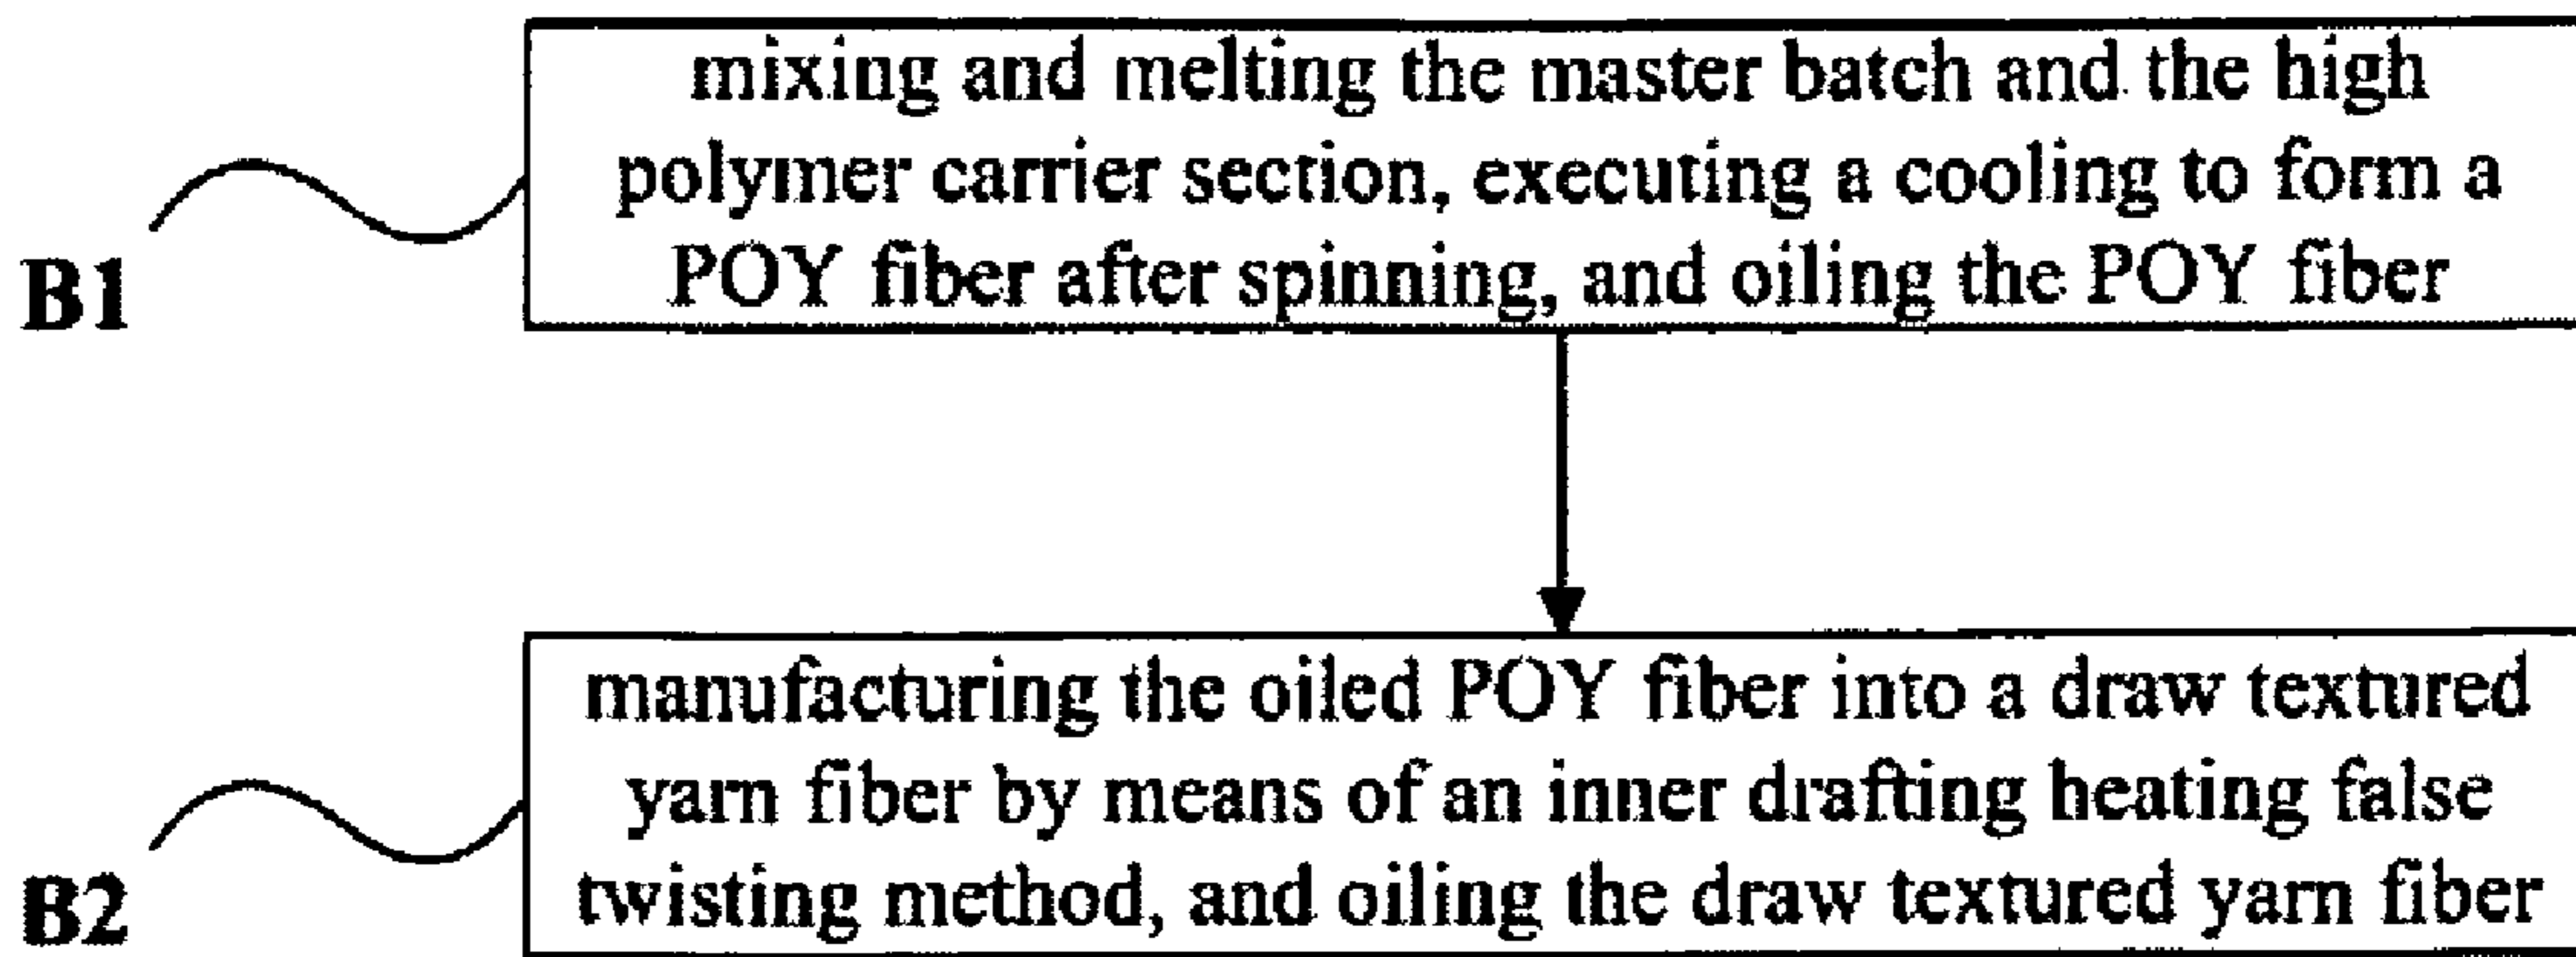 mixing and melting the master batch and the high
polymer carrier section, executing a cooling to form a
POY fiber after spinning, and oiling the POY fiber
B1
manufacturing the oiled POY fiber into a draw textured
yarn fiber by means of an inner drafting heating false
twisting method, and oiling the draw textured yarn fiber
B2